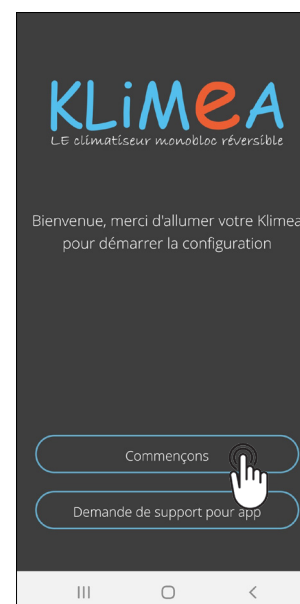 KLiMeA
LE climatiseur monobloc réversible
Bienvenue, merci d'allumer votre Klimea
pour démarrer la configuration
Commençons
Demande de support pour app